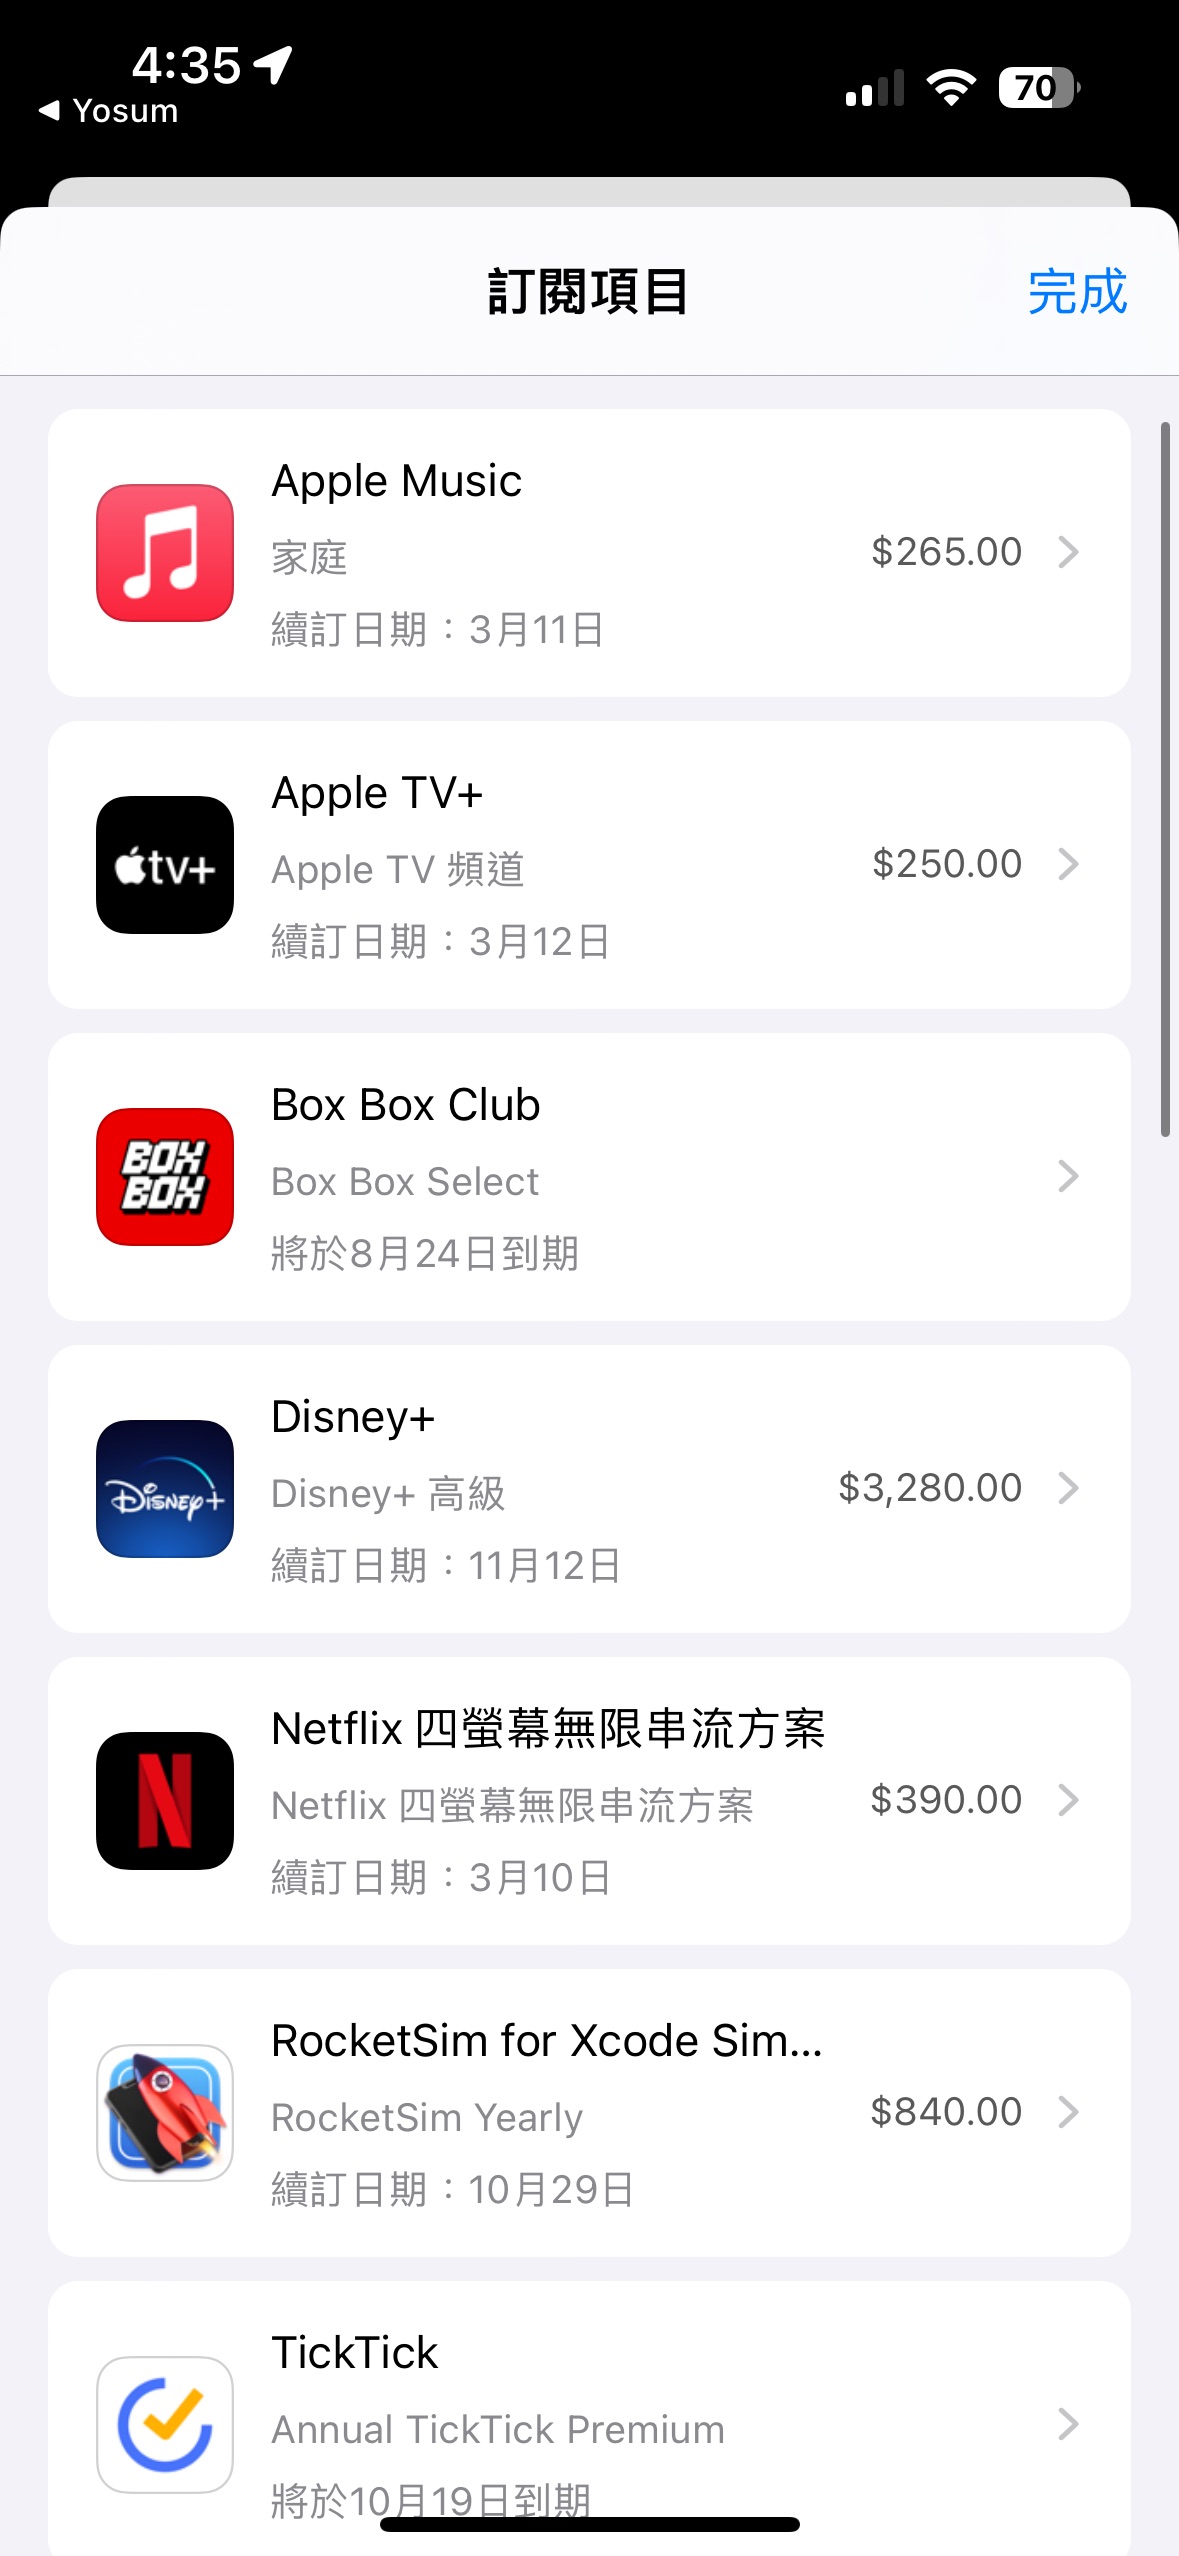 4:35
◀ Yosum
70
訂閱項目
完成
Apple Music
家庭
$265.00
續訂日期：3月11日
tv+
Apple TV+
Apple TV 頻道
$250.00
續訂日期：3月12日
BOX
BOX
Box Box Club
Box Box Select
將於8月24日到期
Disney+
Disney+
Disney+ 高級
$3,280.00
續訂日期：11月12日
N
Netflix 四螢幕無限串流方案
Netflix 四螢幕無限串流方案
$390.00
續訂日期：3月10日
RocketSim for Xcode Sim...
RocketSim Yearly
$840.00
續訂日期：10月29日
TickTick
Annual TickTick Premium
將於10月19日到期